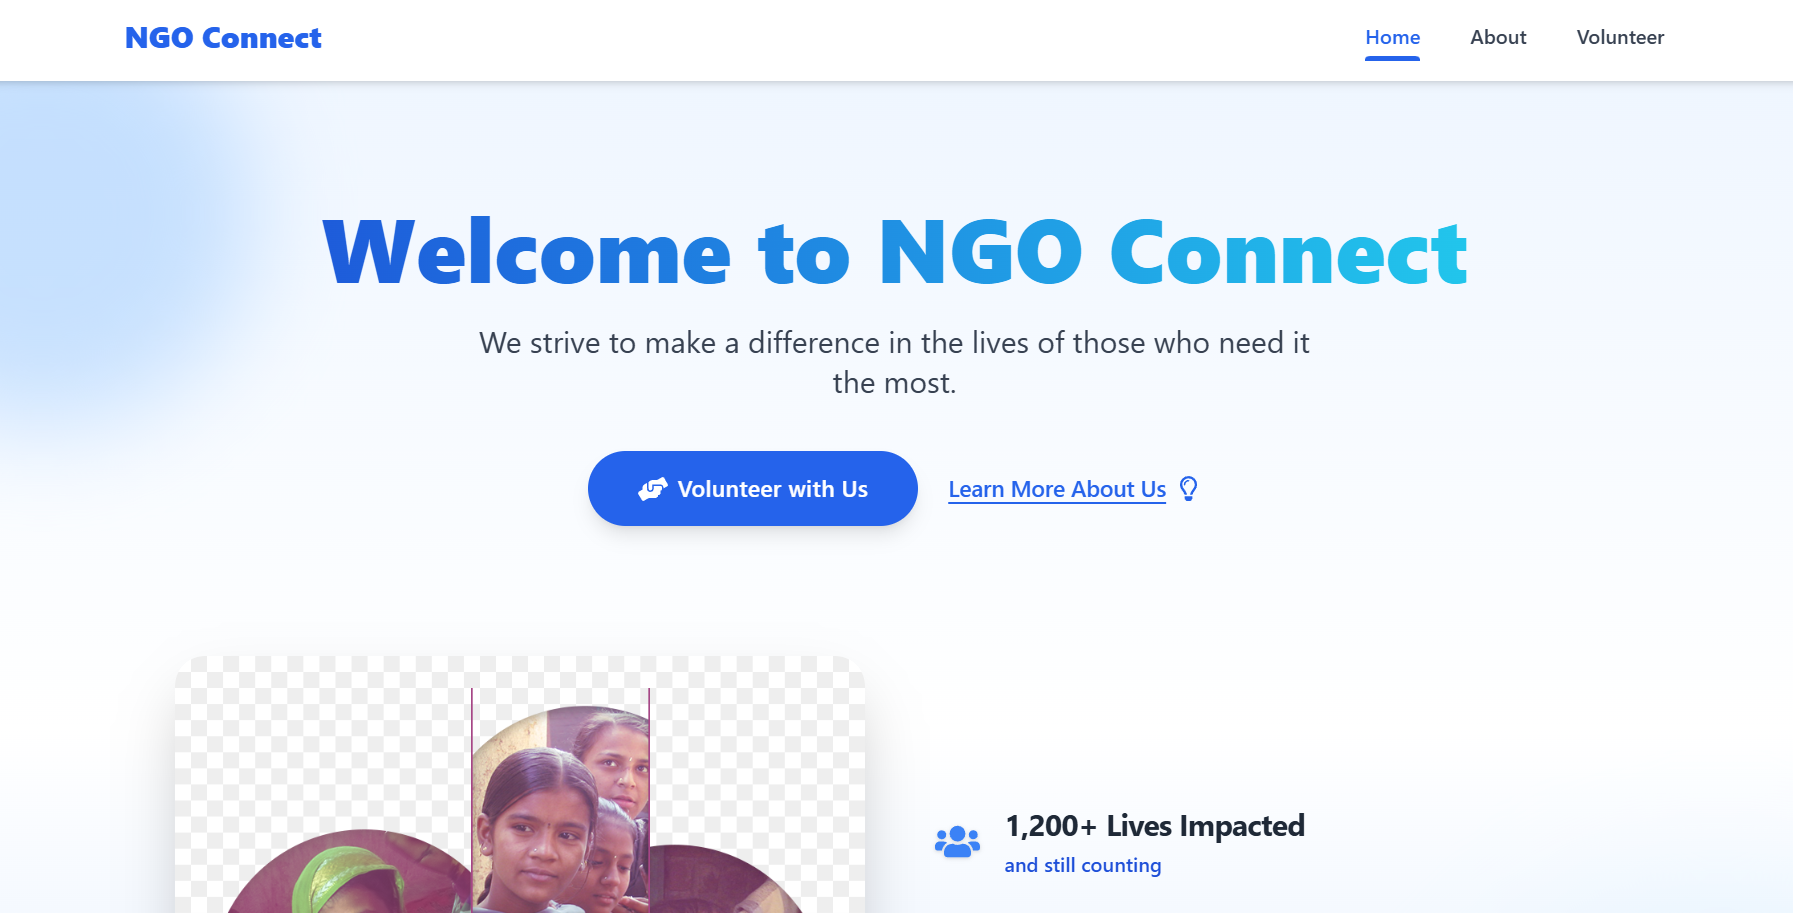 NGO Connect
Home
About
Volunteer
Welcome to NGO Connect
We strive to make a difference in the lives of those who need it
the most.
Volunteer with Us
Learn More About Us
1,200+ Lives Impacted
and still counting